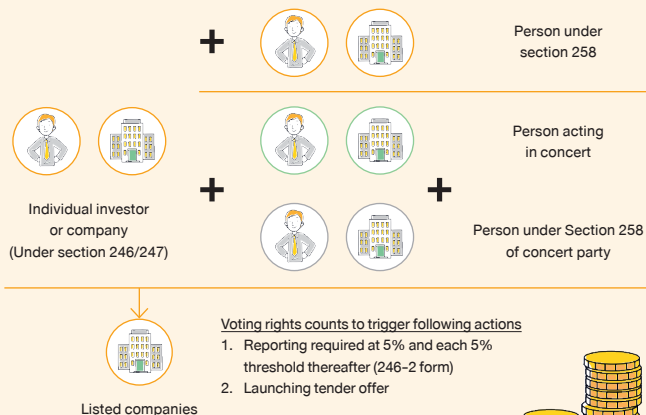 +
Person under
section 258
Person acting
in concert
+
+
Individual investor
or company
(Under section 246/247)
Person under Section 258
of concert party
Voting rights counts to trigger following actions
1. Reporting required at 5% and each 5%
threshold thereafter (246-2 form)
2. Launching tender offer
Listed companies